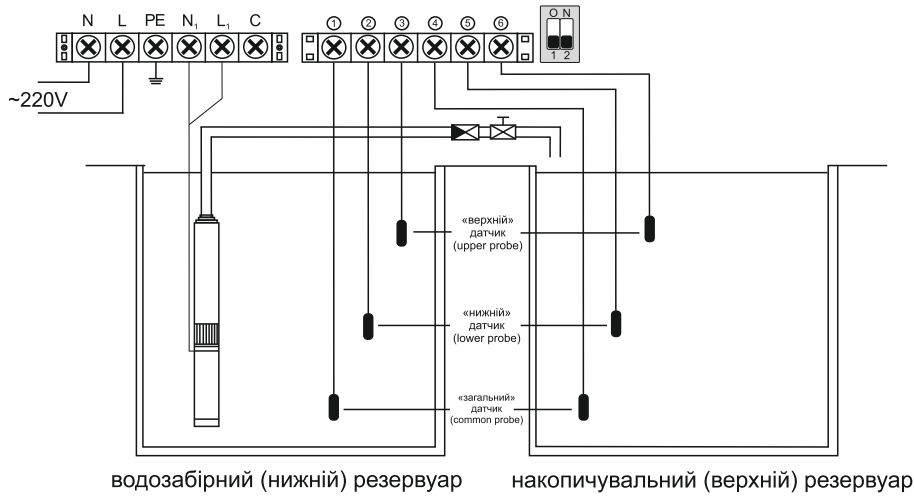 N L PE N₁ L₁ C
① ② ③ ④ ⑤ ⑥
O N
1 2
~220V
«верхній»
датчик
(upper probe)
«нижній»
датчик
(lower probe)
«загальний»
датчик
(common probe)
водозабірний (нижній) резервуар
накопичувальний (верхній) резервуар